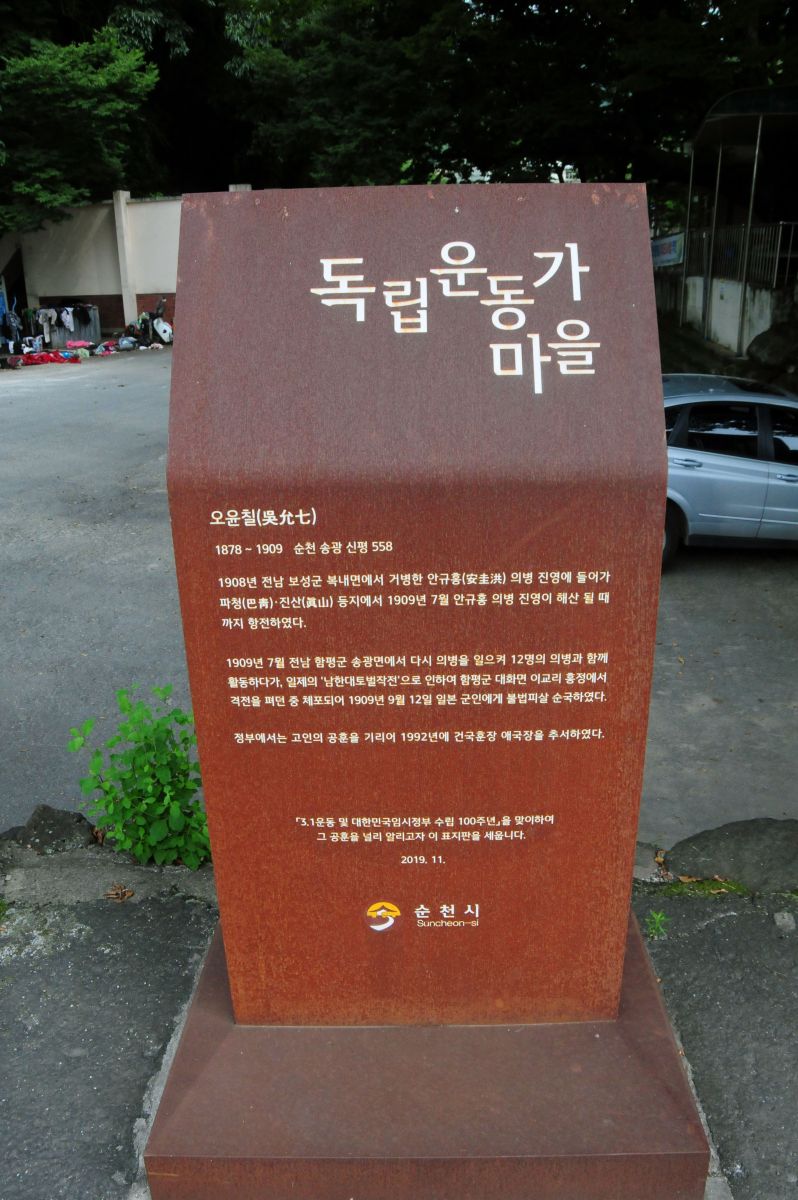 독립운동가
마을
오윤칠(吳允七)
1878 ~ 1909 순천 송광 신평 558
1908년 전남 보성군 복내면에서 거병한 안규홍(安圭洪) 의병 진영에 들어가
파청(巴靑)·진산(眞山) 등지에서 1909년 7월 안규홍 의병 진영이 해산 될 때
까지 항전하였다.
1909년 7월 전남 함평군 송광면에서 다시 의병을 일으켜 12명의 의병과 함께
활동하다가, 일제의 '남한대토벌작전'으로 인하여 함평군 대화면 이교리 흥정에서
격전을 펴던 중 체포되어 1909년 9월 12일 일본 군인에게 불법피살 순국하였다.
정부에서는 고인의 공훈을 기리어 1992년에 건국훈장 애국장을 추서하였다.
「3.1운동 및 대한민국임시정부 수립 100주년」을 맞이하여
그 공훈을 널리 알리고자 이 표지판을 세웁니다.
2019. 11.
순천시
Suncheon-si